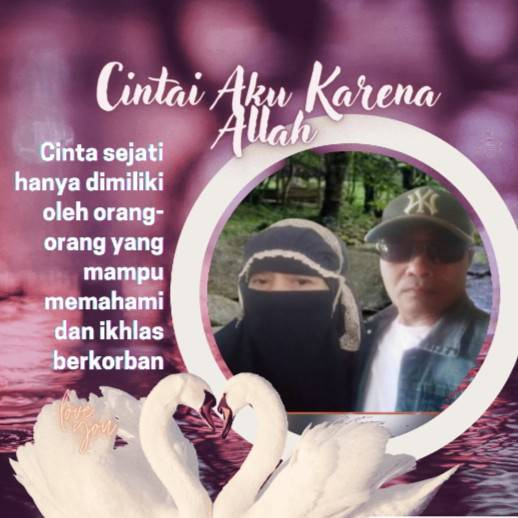 Cintai Aku Karena
Allah
Cinta sejati
hanya dimiliki
oleh orang-
orang yang
mampu
memahami
dan ikhlas
berkorban
love
you
NY